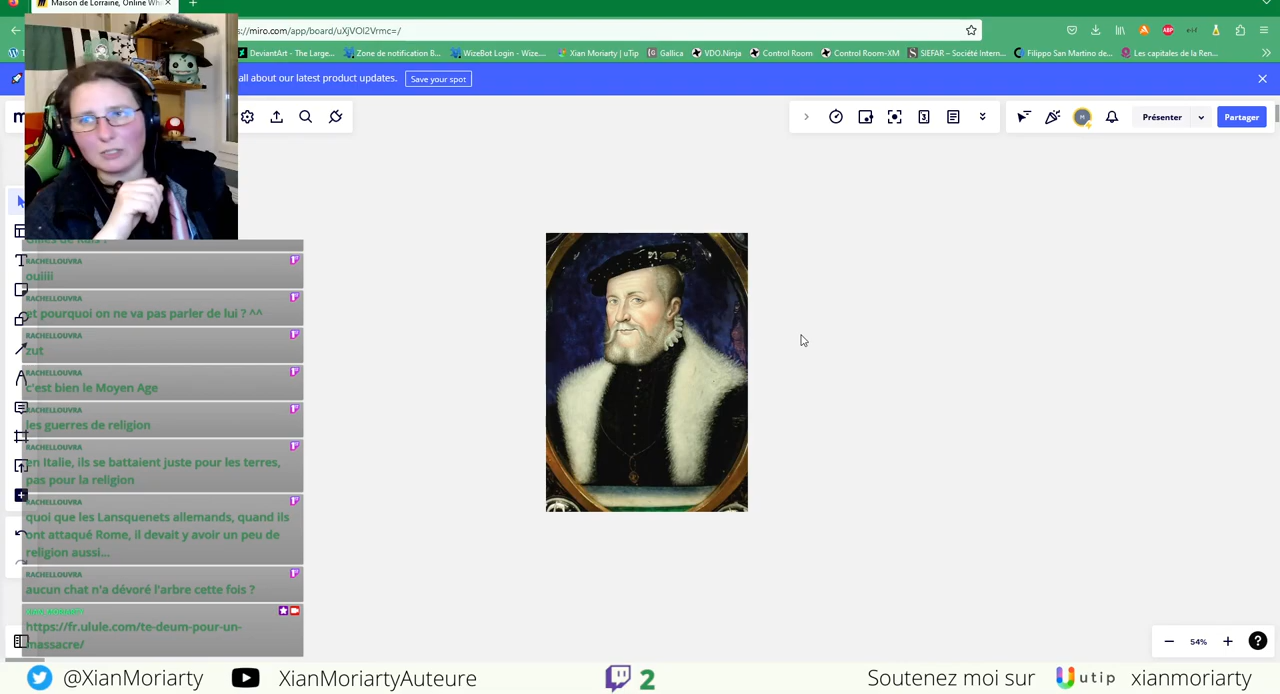 Maison de Lorraine, Online Whi
s://miro.com/app/board/uXjVOl2Vrmc=/
DeviantArt - The Large...
Zone de notification B...
WizeBot Login - Wize...
Xian Moriarty | uTip
Gallica
VDO.Ninja
Control Room
Control Room-XM
SIEFAR – Société Intern...
Filippo San Martino de...
Les capitales de la Ren...
all about our latest product updates.
Save your spot
Présenter
Partager
Gilles de Rais ?
RACHELLOUVRA
ouiiii
RACHELLOUVRA
et pourquoi on ne va pas parler de lui ? ^^
RACHELLOUVRA
zut
RACHELLOUVRA
c'est bien le Moyen Age
RACHELLOUVRA
les guerres de religion
RACHELLOUVRA
en Italie, ils se battaient juste pour les terres,
pas pour la religion
RACHELLOUVRA
quoi que les Lansquenets allemands, quand ils
ont attaqué Rome, il devait y avoir un peu de
religion aussi...
RACHELLOUVRA
aucun chat n'a dévoré l'arbre cette fois ?
https://fr.ulule.com/te-deum-pour-un-
massacre/
54%
@XianMoriarty
XianMoriartyAuteure
2
Soutenez moi sur
utip
xianmoriarty